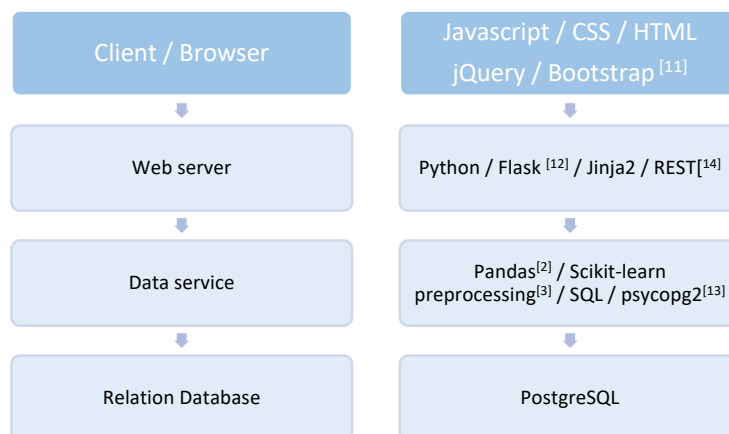 Client / Browser
Javascript / CSS / HTML
jQuery / Bootstrap [11]
Web server
Python / Flask [12] / Jinja2 / REST[14]
Data service
Pandas[2] / Scikit-learn
preprocessing[3] / SQL / psycopg2[13]
Relation Database
PostgreSQL